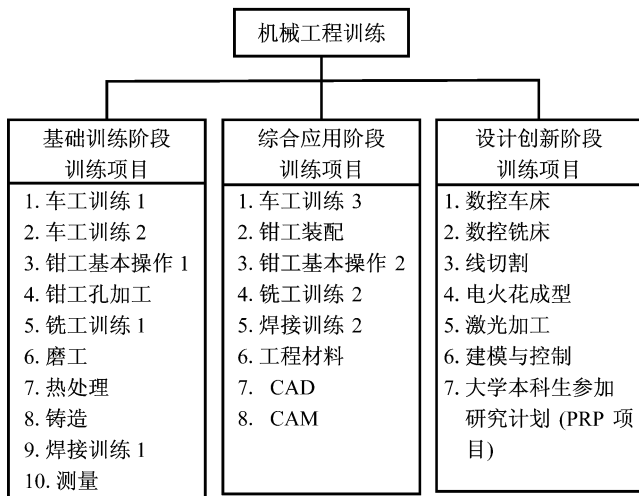 机械工程训练
基础训练阶段
训练项目
1. 车工训练 1
2. 车工训练 2
3. 钳工基本操作 1
4. 钳工孔加工
5. 铣工训练 1
6. 磨工
7. 热处理
8. 铸造
9. 焊接训练 1
10. 测量
综合应用阶段
训练项目
1. 车工训练 3
2. 钳工装配
3. 钳工基本操作 2
4. 铣工训练 2
5. 焊接训练 2
6. 工程材料
7. CAD
8. CAM
设计创新阶段
训练项目
1. 数控车床
2. 数控铣床
3. 线切割
4. 电火花成型
5. 激光加工
6. 建模与控制
7. 大学本科生参加
研究计划 (PRP 项
目)